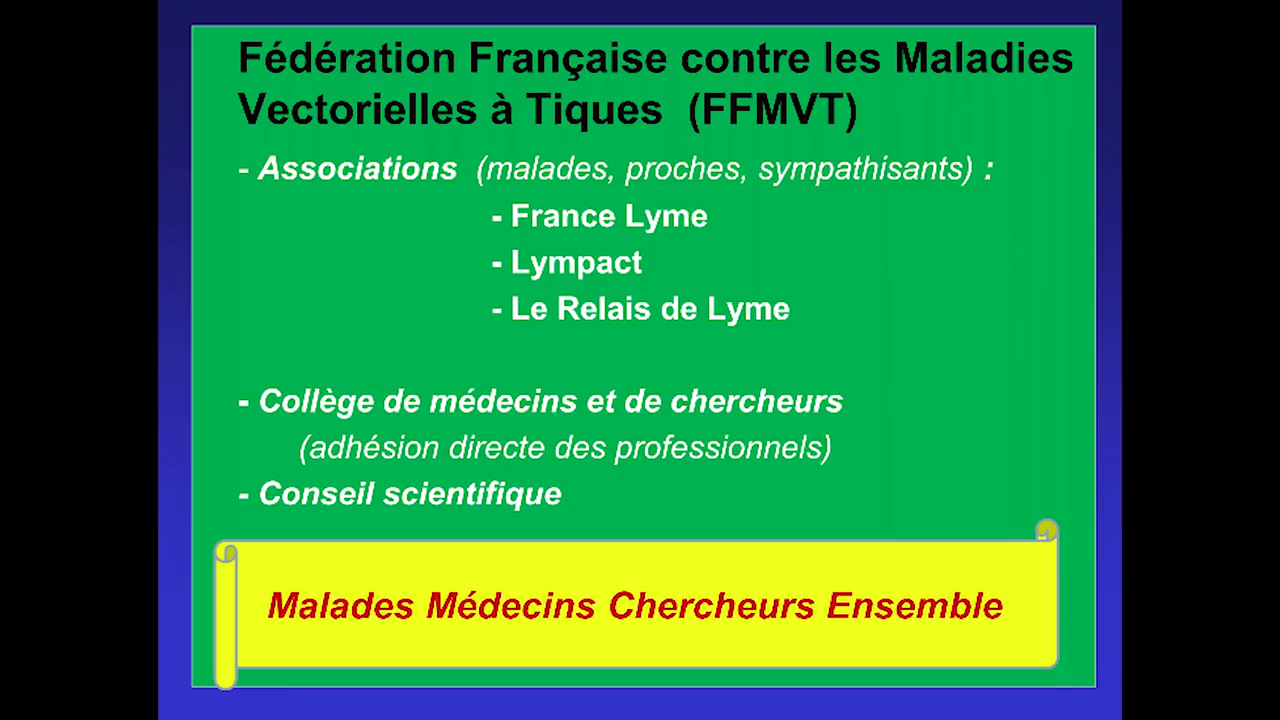 Fédération Française contre les Maladies
Vectorielles à Tiques (FFMVT)
- Associations (malades, proches, sympathisants) :
- France Lyme
- Lympact
- Le Relais de Lyme
- Collège de médecins et de chercheurs
(adhésion directe des professionnels)
- Conseil scientifique
Malades Médecins Chercheurs Ensemble